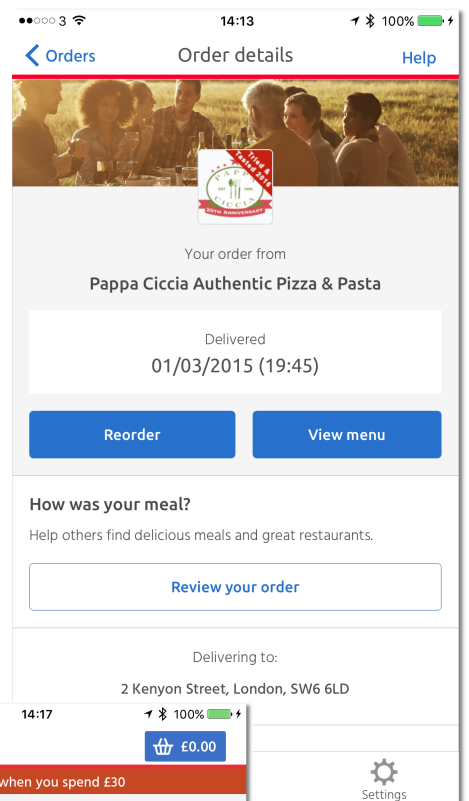 3 14:13 100%
Orders Order details Help
Tried &
Tested 2016
PAPPA
EST
CICCIA
20TH ANNIVERSARY
Your order from
Pappa Ciccia Authentic Pizza & Pasta
Delivered
01/03/2015 (19:45)
Reorder View menu
How was your meal?
Help others find delicious meals and great restaurants.
Review your order
Delivering to:
2 Kenyon Street, London, SW6 6LD
14:17 100%
£0.00
when you spend £30
Settings